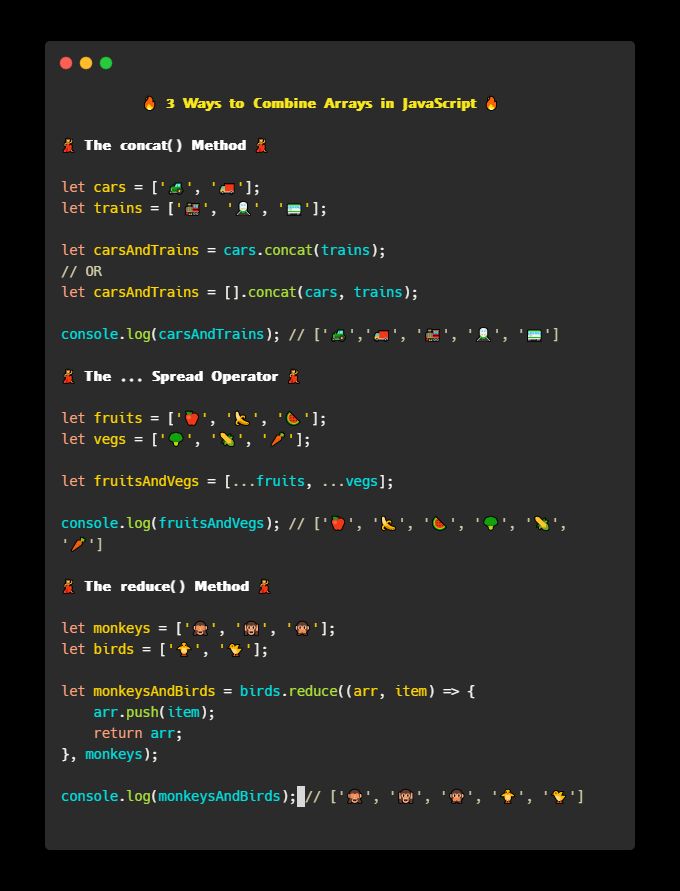 🔥 3 Ways to Combine Arrays in JavaScript 🔥
💃 The concat() Method 💃
let cars = ['🚙', '🚛'];
let trains = ['🚂', '🚇', '🚃'];
let carsAndTrains = cars.concat(trains);
// OR
let carsAndTrains = [].concat(cars, trains);
console.log(carsAndTrains); // ['🚙','🚛', '🚂', '🚇', '🚃']
💃 The ... Spread Operator 💃
let fruits = ['🍎', '🍌', '🍉'];
let vegs = ['🥦', '🌽', '🥕'];
let fruitsAndVegs = [...fruits, ...vegs];
console.log(fruitsAndVegs); // ['🍎', '🍌', '🍉', '🥦', '🌽',
'🥕']
💃 The reduce() Method 💃
let monkeys = ['🙈', '🙉', '🙊'];
let birds = ['🐥', '🐤'];
let monkeysAndBirds = birds.reduce((arr, item) => {
    arr.push(item);
    return arr;
}, monkeys);
console.log(monkeysAndBirds); // ['🙈', '🙉', '🙊', '🐥', '🐤']